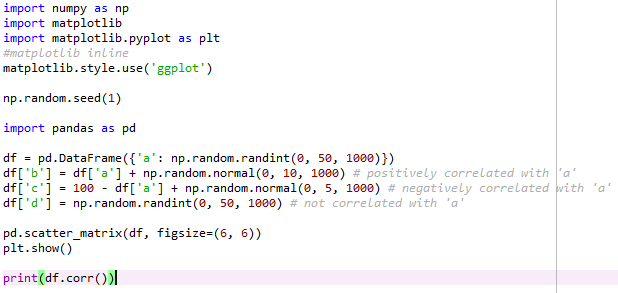 import numpy as np
import matplotlib
import matplotlib.pyplot as plt
#matplotlib inline
matplotlib.style.use('ggplot')
np.random.seed(1)
import pandas as pd
df = pd.DataFrame({'a': np.random.randint(0, 50, 1000)})
df['b'] = df['a'] + np.random.normal(0, 10, 1000) # positively correlated with 'a'
df['c'] = 100 - df['a'] + np.random.normal(0, 5, 1000) # negatively correlated with 'a'
df['d'] = np.random.randint(0, 50, 1000) # not correlated with 'a'
pd.scatter_matrix(df, figsize=(6, 6))
plt.show()
print(df.corr())